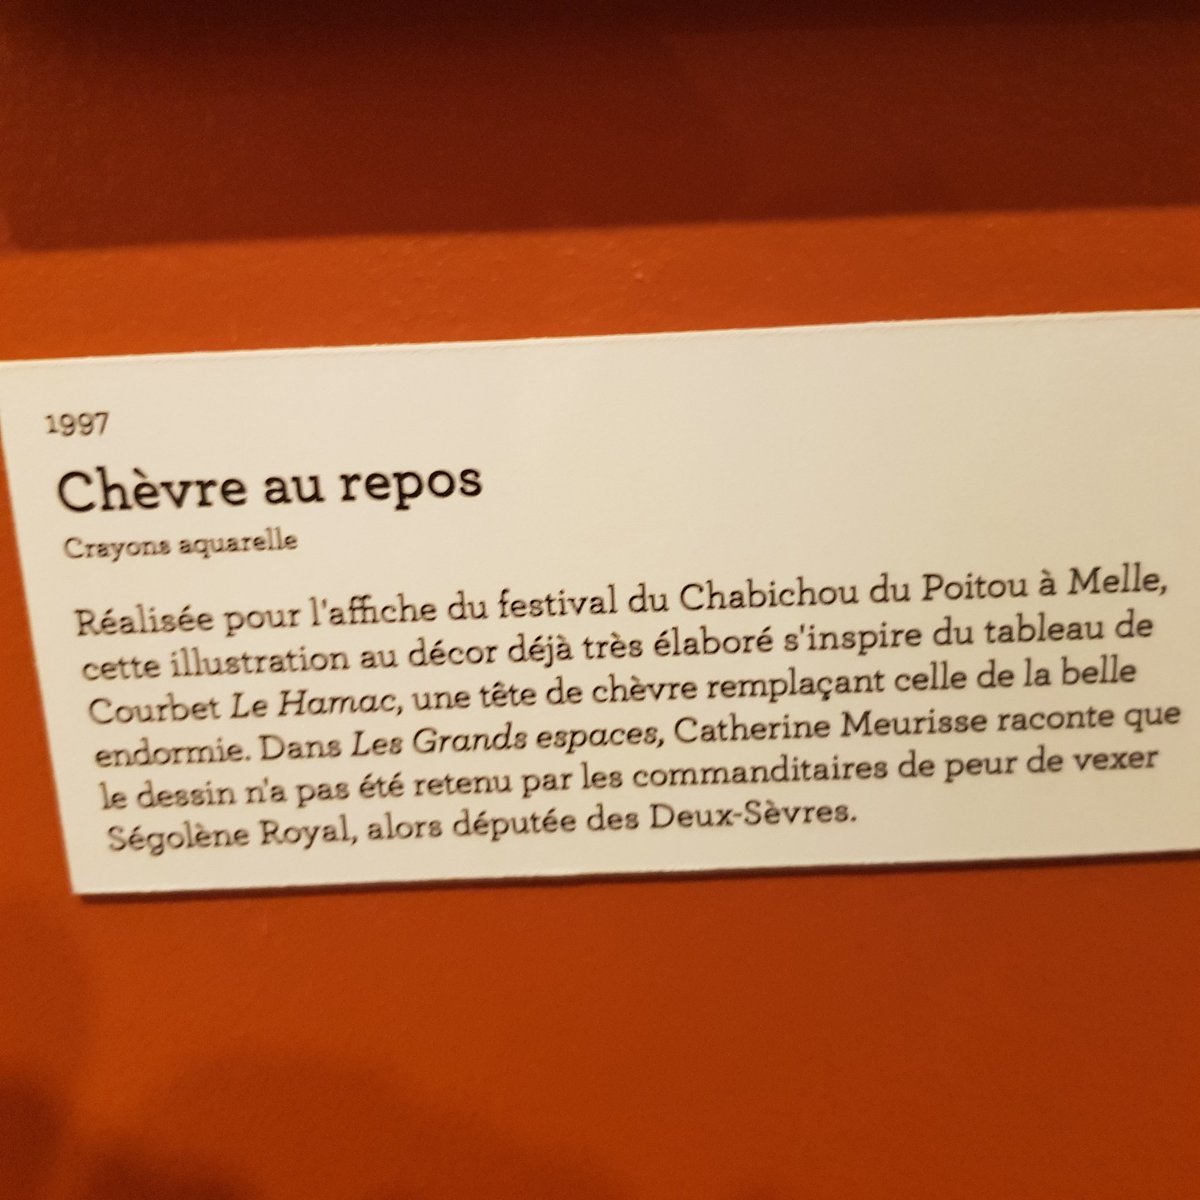 1997
Chèvre au repos
Crayons aquarelle
Réalisée pour l'affiche du festival du Chabichou du Poitou à Melle,
cette illustration au décor déjà très élaboré s'inspire du tableau de
Courbet Le Hamac, une tête de chèvre remplaçant celle de la belle
endormie. Dans Les Grands espaces, Catherine Meurisse raconte que
le dessin n'a pas été retenu par les commanditaires de peur de vexer
Ségolène Royal, alors députée des Deux-Sèvres.